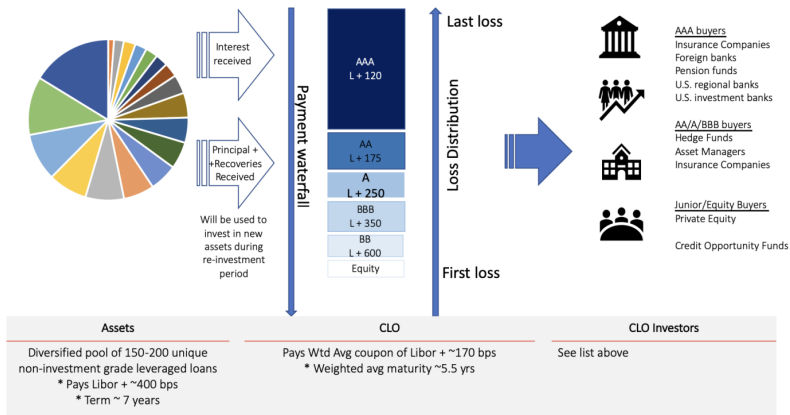 Interest
received
Principal +
+Recoveries
Received
Will be used to
invest in new
assets during
re-investment
period
Payment waterfall
AAA
L + 120
AA
L + 175
A
L + 250
BBB
L + 350
BB
L + 600
Equity
Last loss
Loss Distribution
First loss
AAA buyers
Insurance Companies
Foreign banks
Pension funds
U.S. regional banks
U.S. investment banks
AA/A/BBB buyers
Hedge Funds
Asset Managers
Insurance Companies
Junior/Equity Buyers
Private Equity
Credit Opportunity Funds
Assets
Diversified pool of 150-200 unique
non-investment grade leveraged loans
* Pays Libor + ~400 bps
* Term ~ 7 years
CLO
Pays Wtd Avg coupon of Libor + ~170 bps
* Weighted avg maturity ~5.5 yrs
CLO Investors
See list above